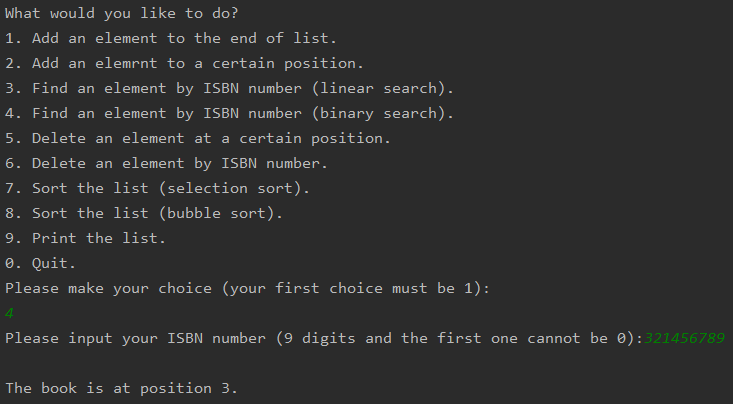 What would you like to do?
1. Add an element to the end of list.
2. Add an elemrnt to a certain position.
3. Find an element by ISBN number (linear search).
4. Find an element by ISBN number (binary search).
5. Delete an element at a certain position.
6. Delete an element by ISBN number.
7. Sort the list (selection sort).
8. Sort the list (bubble sort).
9. Print the list.
0. Quit.
Please make your choice (your first choice must be 1):
4
Please input your ISBN number (9 digits and the first one cannot be 0):321456789
The book is at position 3.